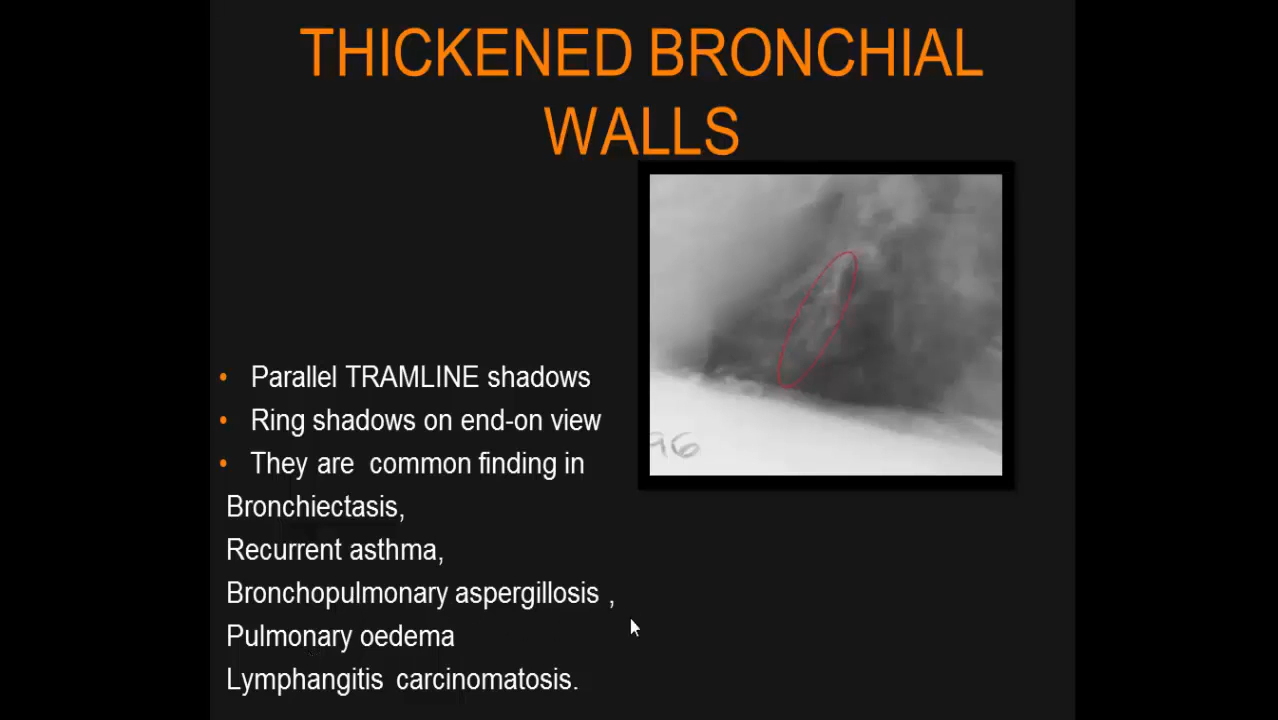 THICKENED BRONCHIAL
WALLS
• Parallel TRAMLINE shadows
• Ring shadows on end-on view
• They are common finding in
Bronchiectasis,
Recurrent asthma,
Bronchopulmonary aspergillosis ,
Pulmonary oedema
Lymphangitis carcinomatosis.
96